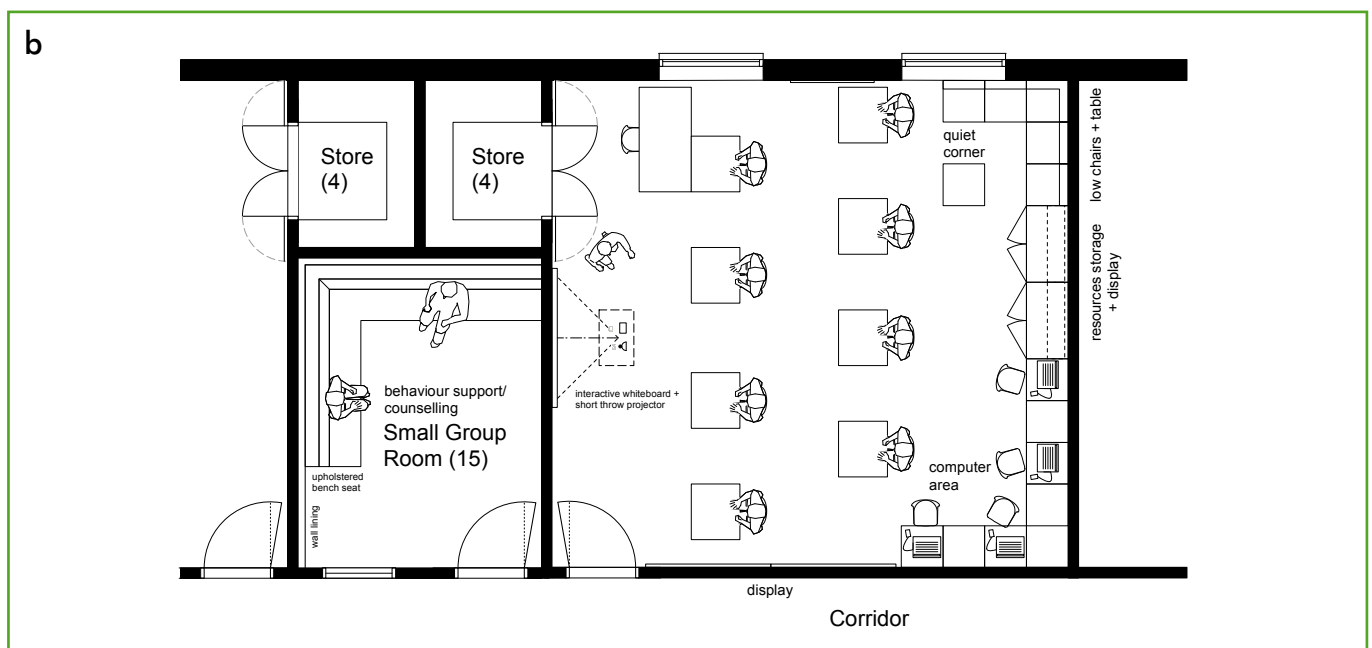 b
Store
(4)
Store
(4)
quiet
corner
low chairs + table
resources storage
+ display
behaviour support/
counselling
Small Group
Room (15)
interactive whiteboard +
short throw projector
upholstered
bench seat
wall lining
computer
area
display
Corridor